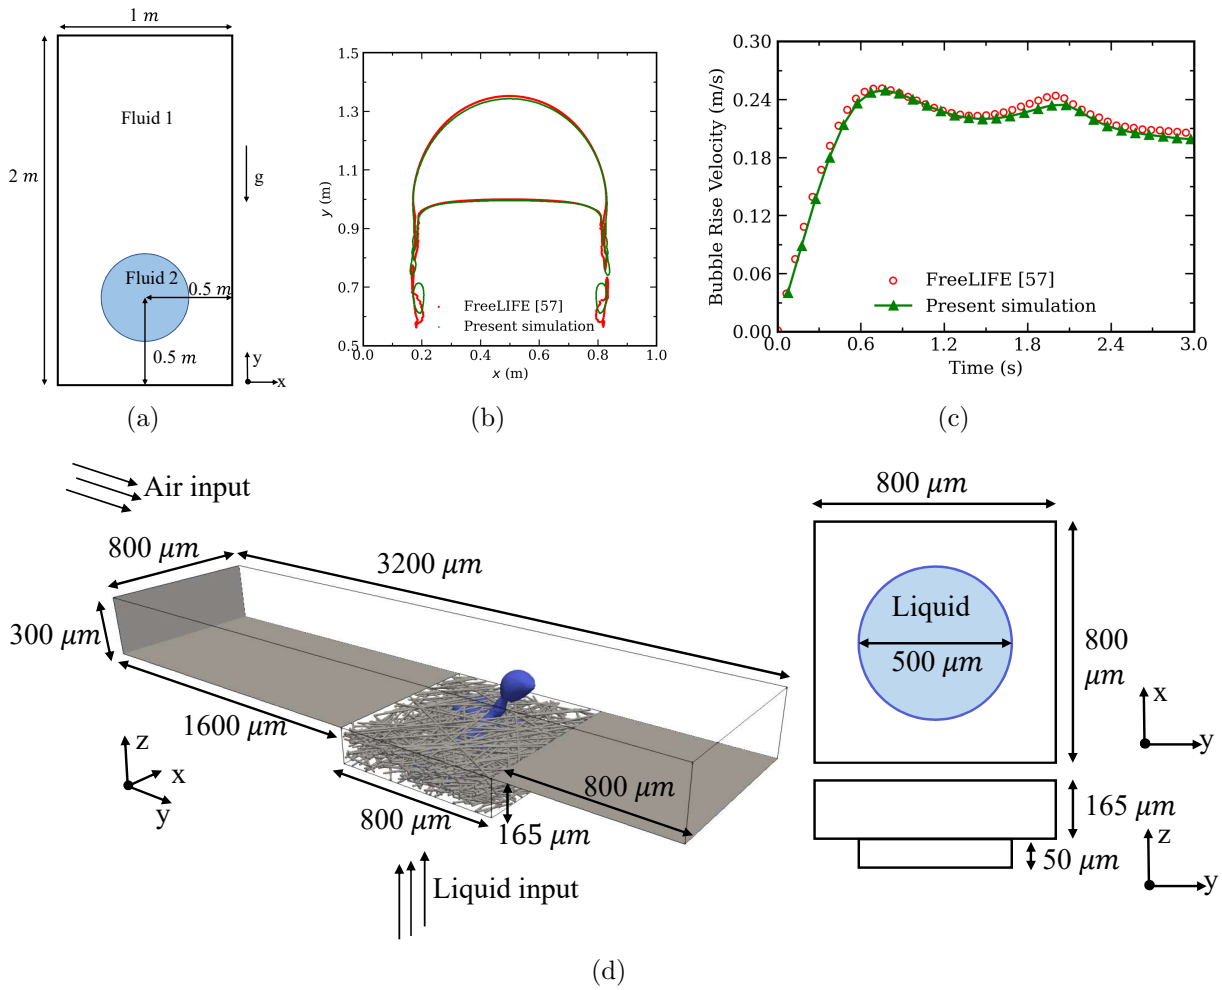 1 m
Fluid 1
2 m
g
Fluid 2
0.5 m
0.5 m
y
x
(a)
1.5
1.3
1.1
0.9
0.7
0.5
y (m)
0.0 0.2 0.4 0.6 0.8 1.0
x (m)
FreeLIFE [57]
Present simulation
(b)
0.30
0.24
0.18
0.12
0.06
0.00
Bubble Rise Velocity (m/s)
0.0 0.6 1.2 1.8 2.4 3.0
Time (s)
FreeLIFE [57]
Present simulation
(c)
Air input
800 μm
3200 μm
300 μm
1600 μm
z
x
y
800 μm
800 μm
165 μm
Liquid input
800 μm
Liquid
500 μm
800
μm
x
y
165 μm
50 μm
z
y
(d)